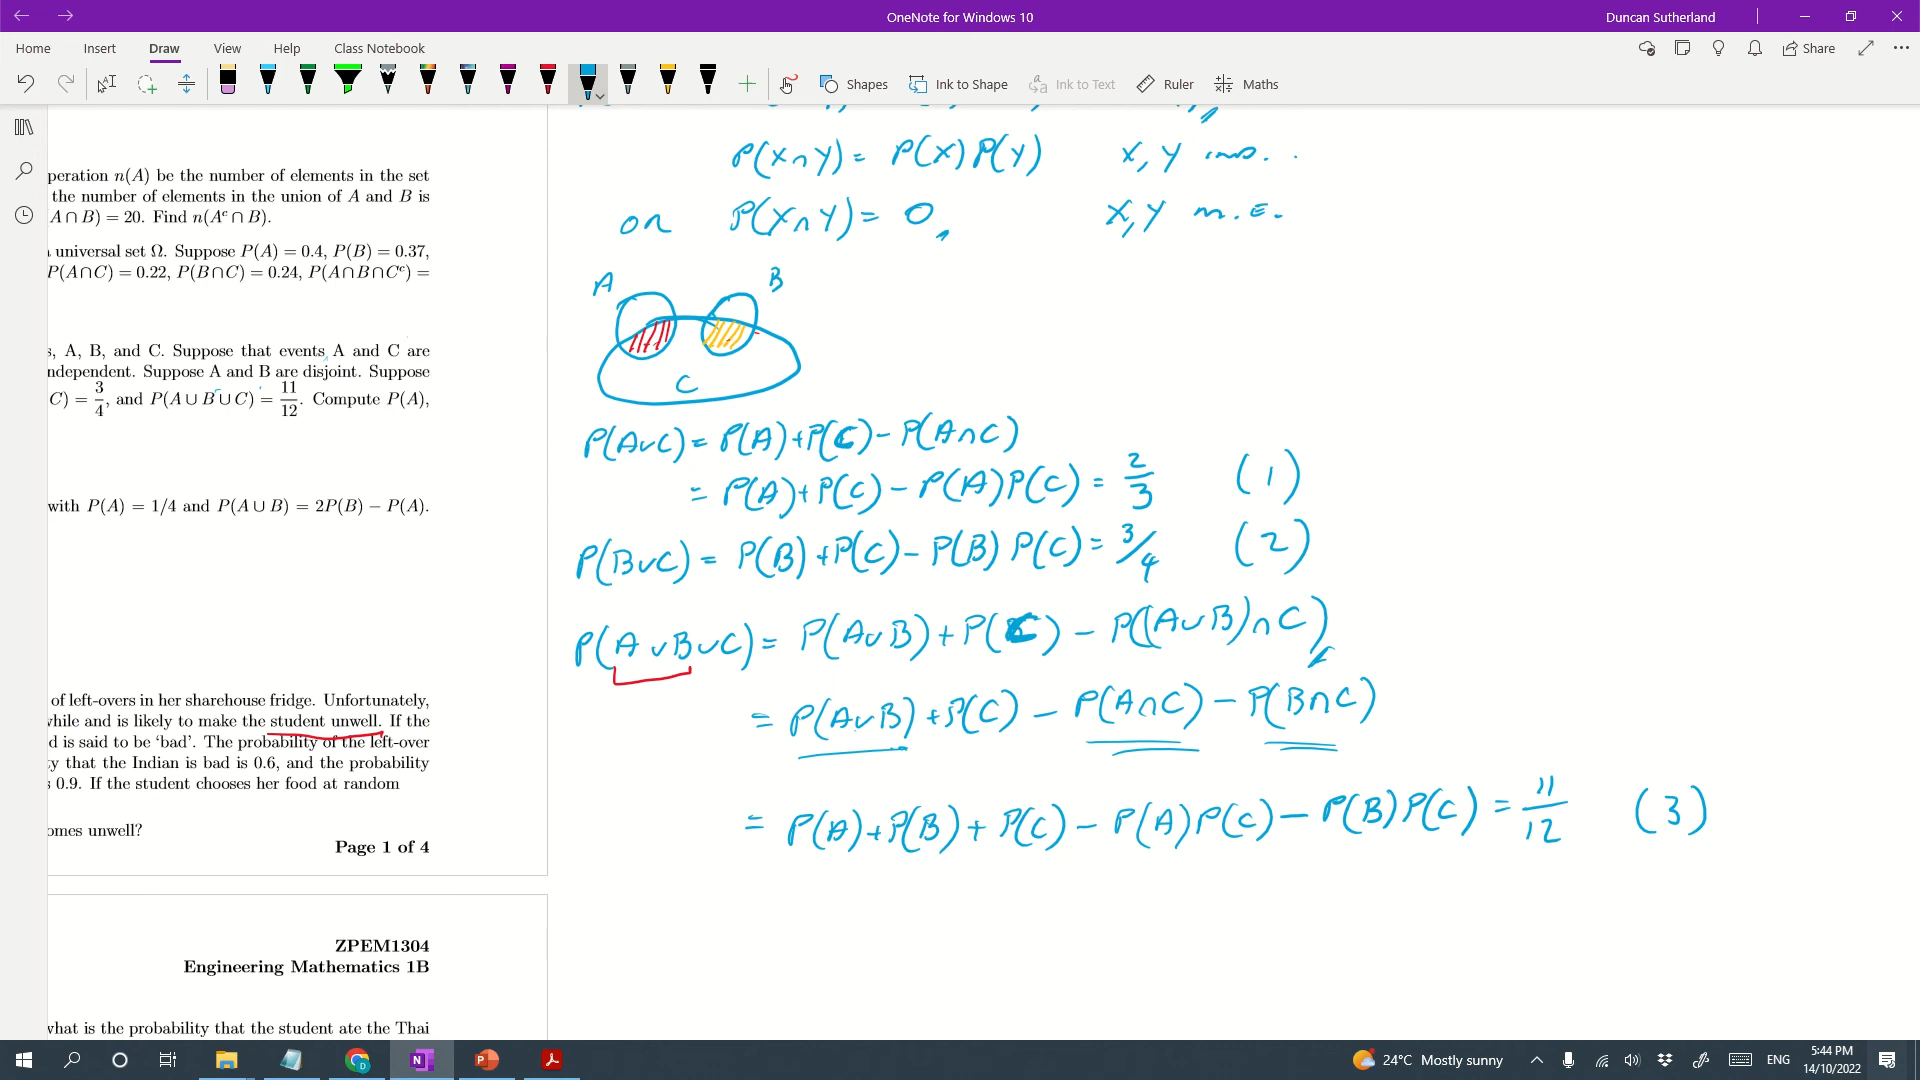 OneNote for Windows 10
Duncan Sutherland
Home Insert Draw View Help Class Notebook
Share
Shapes Ink to Shape Ink to Text Ruler Maths
peration n(A) be the number of elements in the set
the number of elements in the union of A and B is
A ∩ B) = 20. Find n(Aᶜ ∩ B).
universal set Ω. Suppose P(A) = 0.4, P(B) = 0.37,
P(A∩C) = 0.22, P(B∩C) = 0.24, P(A∩B∩Cᶜ) =
s, A, B, and C. Suppose that events A and C are
ndependent. Suppose A and B are disjoint. Suppose
C) = 3/4, and P(A ∪ B ∪ C) = 11/12. Compute P(A),
with P(A) = 1/4 and P(A ∪ B) = 2P(B) − P(A).
of left-overs in her sharehouse fridge. Unfortunately,
while and is likely to make the student unwell. If the
d is said to be ‘bad’. The probability of the left-over
ty that the Indian is bad is 0.6, and the probability
s 0.9. If the student chooses her food at random
omes unwell?
Page 1 of 4
ZPEM1304
Engineering Mathematics 1B
what is the probability that the student ate the Thai
P(X∩Y) = P(X)P(Y) X,Y ind.
or P(X∩Y) = 0, X,Y m.e.
A B
C
P(A∪C) = P(A)+P(C) − P(A∩C)
= P(A)+P(C) − P(A)P(C) = 2/3 (1)
P(B∪C) = P(B)+P(C) − P(B)P(C) = 3/4 (2)
P(A∪B∪C) = P(A∪B)+P(C) − P((A∪B)∩C)
= P(A∪B)+P(C) − P(A∩C) − P(B∩C)
= P(A)+P(B)+P(C) − P(A)P(C) − P(B)P(C) = 11/12 (3)
24°C Mostly sunny
ENG
5:44 PM
14/10/2022